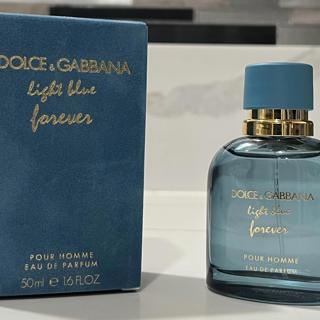 DOLCE & GABBANA
light blue
forever
POUR HOMME
EAU DE PARFUM
50ml e 1.6 FL.OZ.
DOLCE & GABBANA
light blue
forever
POUR HOMME
EAU DE PARFUM